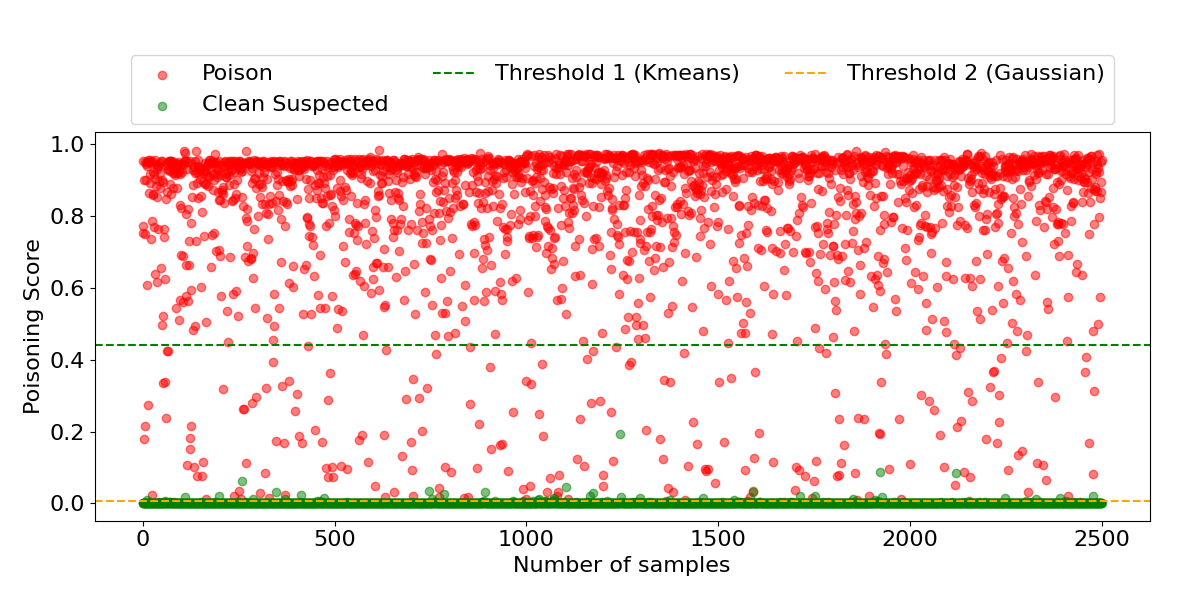 Poison
Clean Suspected
Threshold 1 (Kmeans)
Threshold 2 (Gaussian)
Poisoning Score
1.0
0.8
0.6
0.4
0.2
0.0
0 500 1000 1500 2000 2500
Number of samples